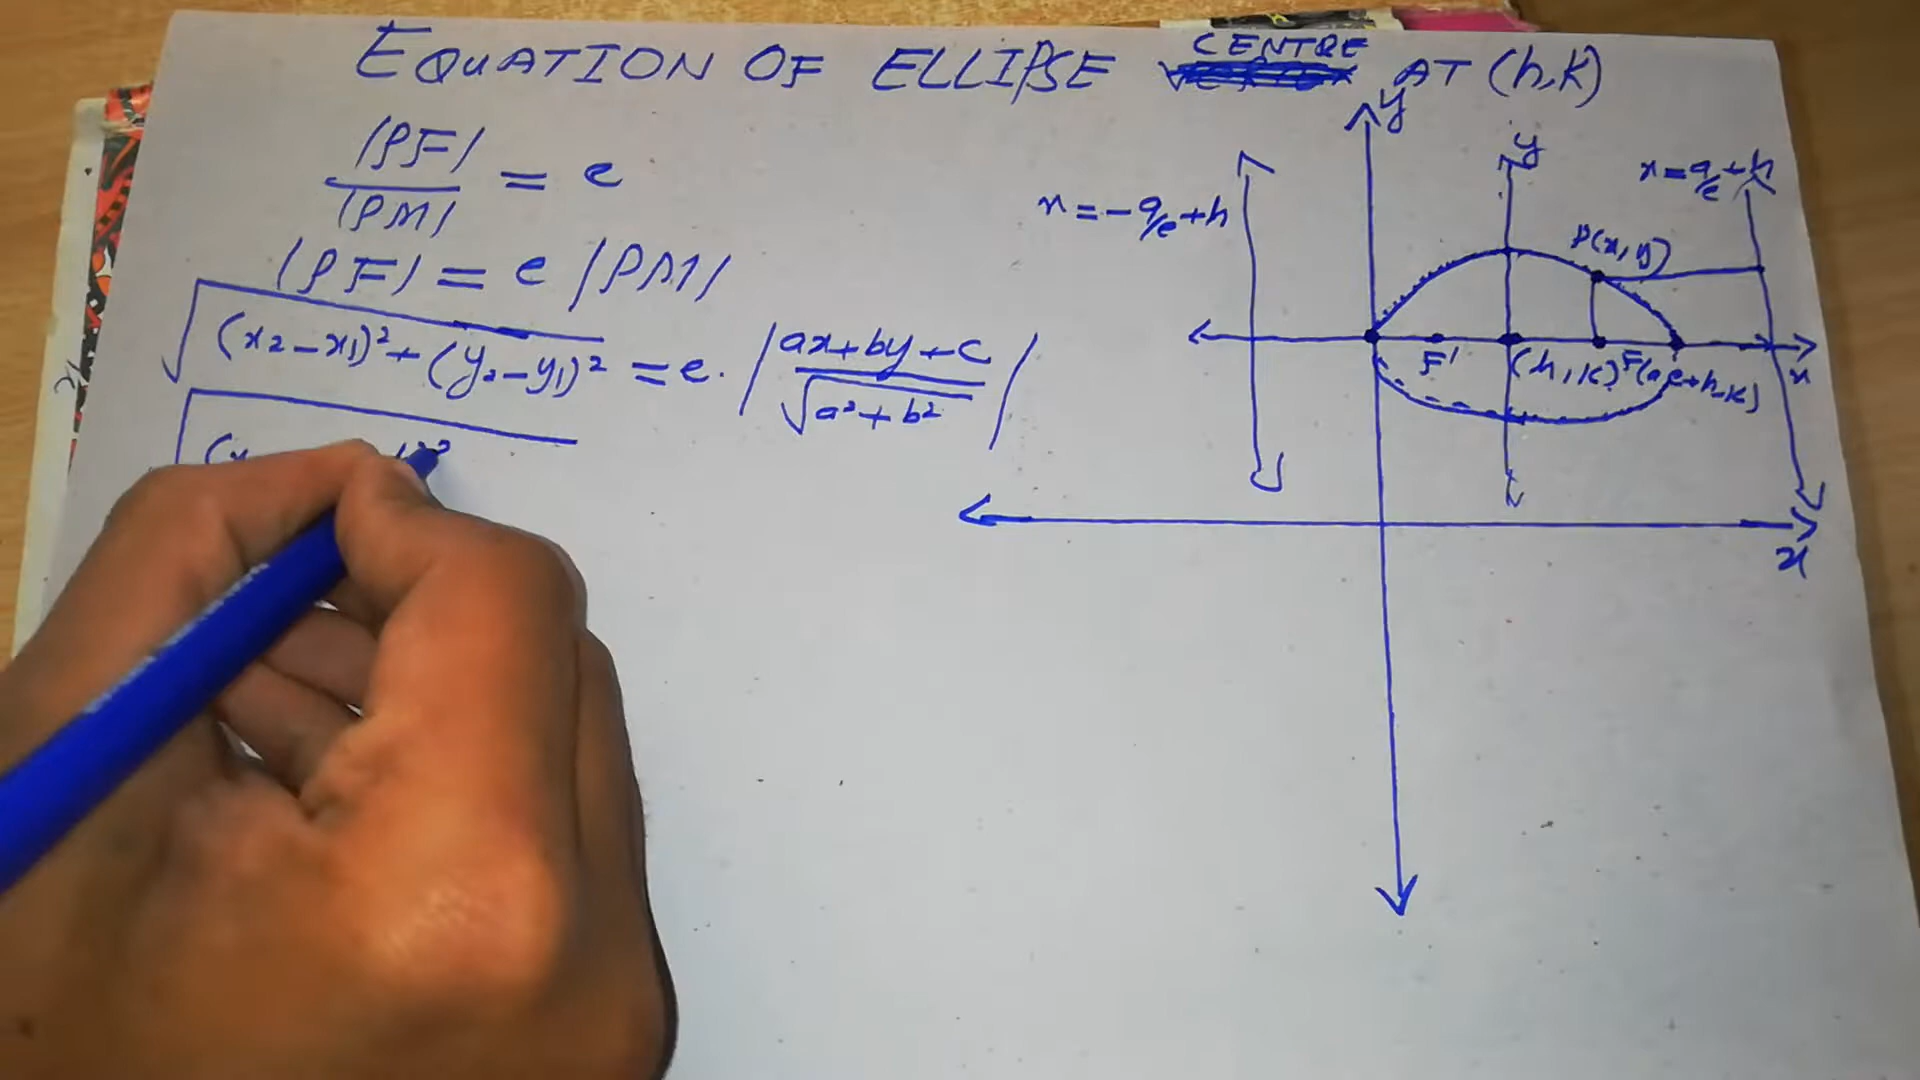 EQUATION OF ELLIPSE CENTRE AT (h,k)
|PF|/|PM| = e
|PF| = e |PM|
√(x₂-x₁)²+(y₂-y₁)² = e. |ax+by+c/√a²+b²|
(x
y
y
x=-a/e+h
x=a/e+h
P(x,y)
F'
(h,k)
F(ae+h,k)
x
x